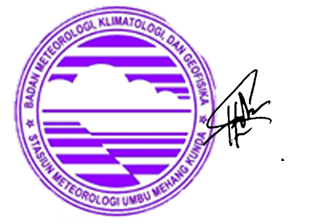 BADAN METEOROLOGI, KLIMATOLOGI, DAN GEOFISIKA
STASIUN METEOROLOGI UMBU MEHANG KUNDA